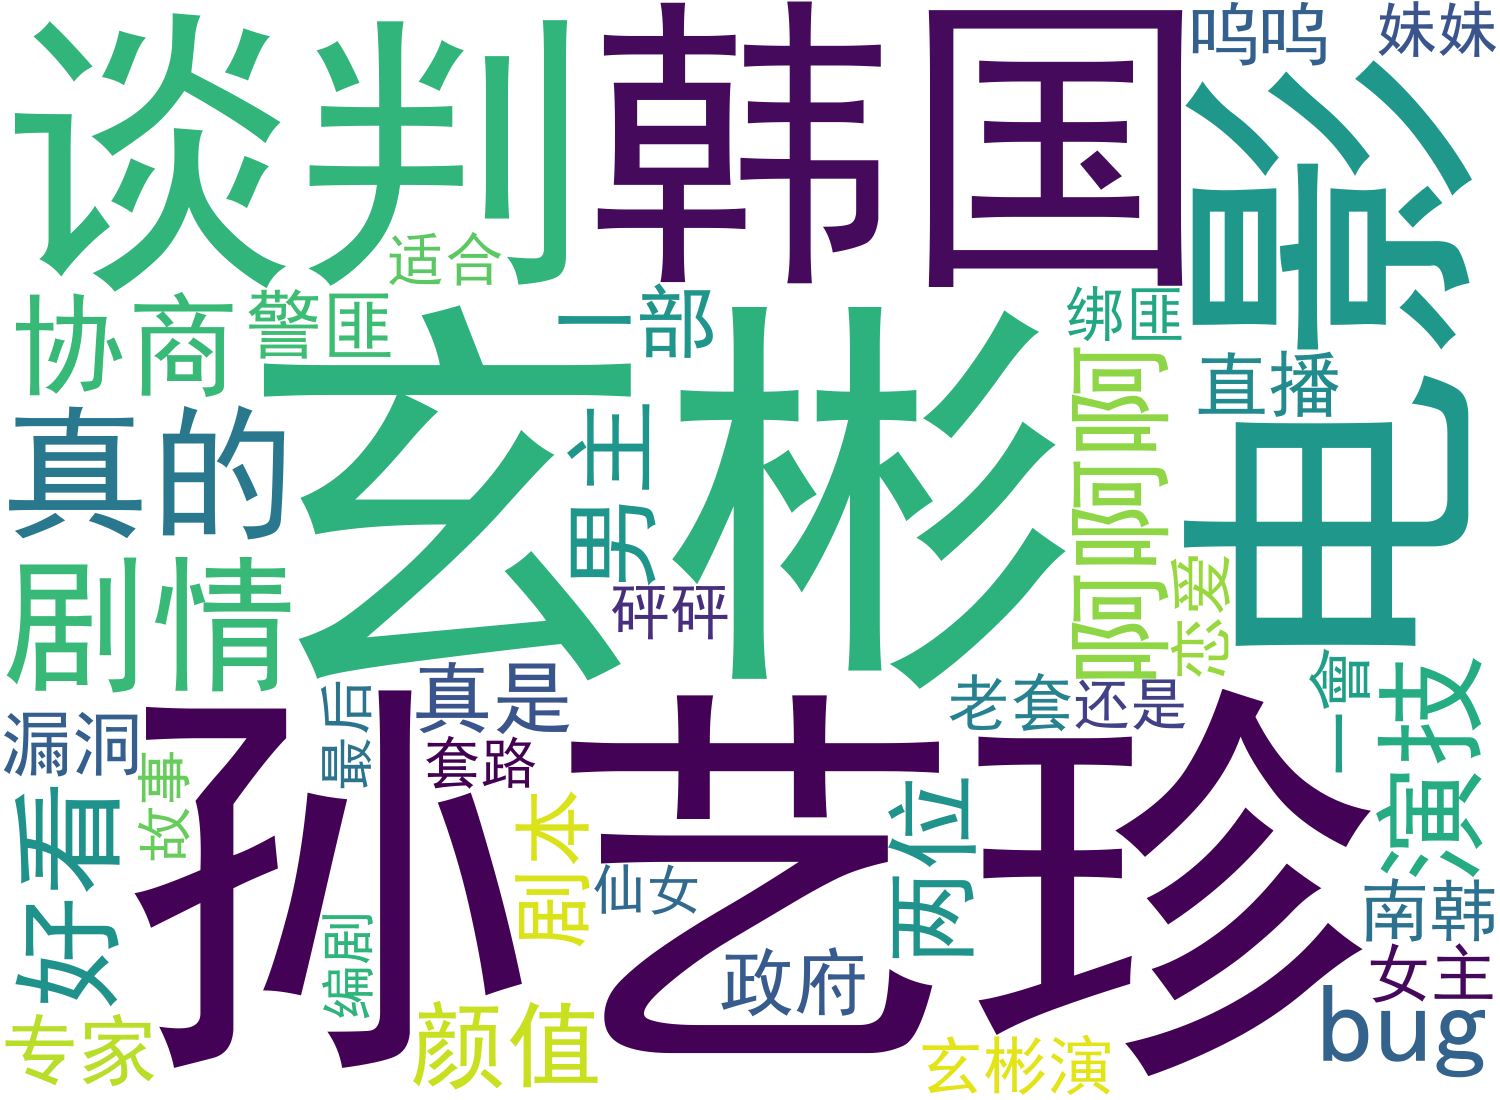 谈判
韩国
电影
呜呜
妹妹
适合
协商
警匪
一部
绑匪
直播
玄彬
真的
男主
啊啊啊
剧情
恋爱
砰砰
真是
老套
还是
一會
演技
漏洞
最后
套路
孙艺珍
故事
好看
剧本
仙女
两位
南韩
编剧
政府
女主
专家
颜值
玄彬演
bug